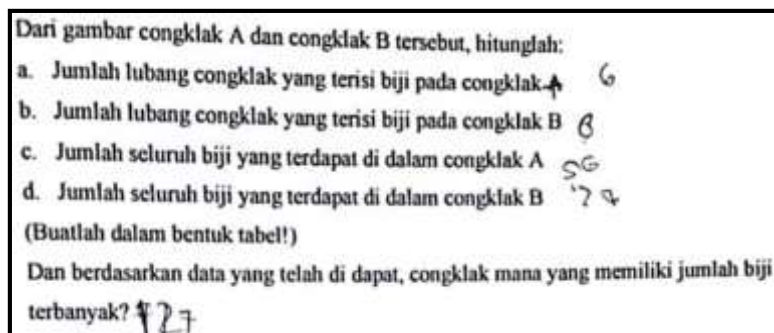 Dari gambar congklak A dan congklak B tersebut, hitunglah:
a. Jumlah lubang congklak yang terisi biji pada congklak A 6
b. Jumlah lubang congklak yang terisi biji pada congklak B
c. Jumlah seluruh biji yang terdapat di dalam congklak A
d. Jumlah seluruh biji yang terdapat di dalam congklak B
(Buatlah dalam bentuk tabel!)
Dan berdasarkan data yang telah di dapat, congklak mana yang memiliki jumlah biji
terbanyak?